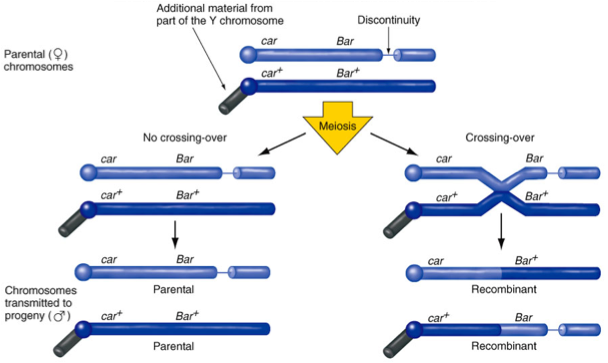 Additional material from
part of the Y chromosome
Discontinuity
Parental (♀)
chromosomes
car Bar
car+ Bar+
Meiosis
No crossing-over
Crossing-over
car Bar
car Bar
car+ Bar+
car+ Bar+
car Bar
Parental
car Bar+
Recombinant
Chromosomes
transmitted to
progeny (♂)
car+ Bar+
Parental
car+ Bar
Recombinant